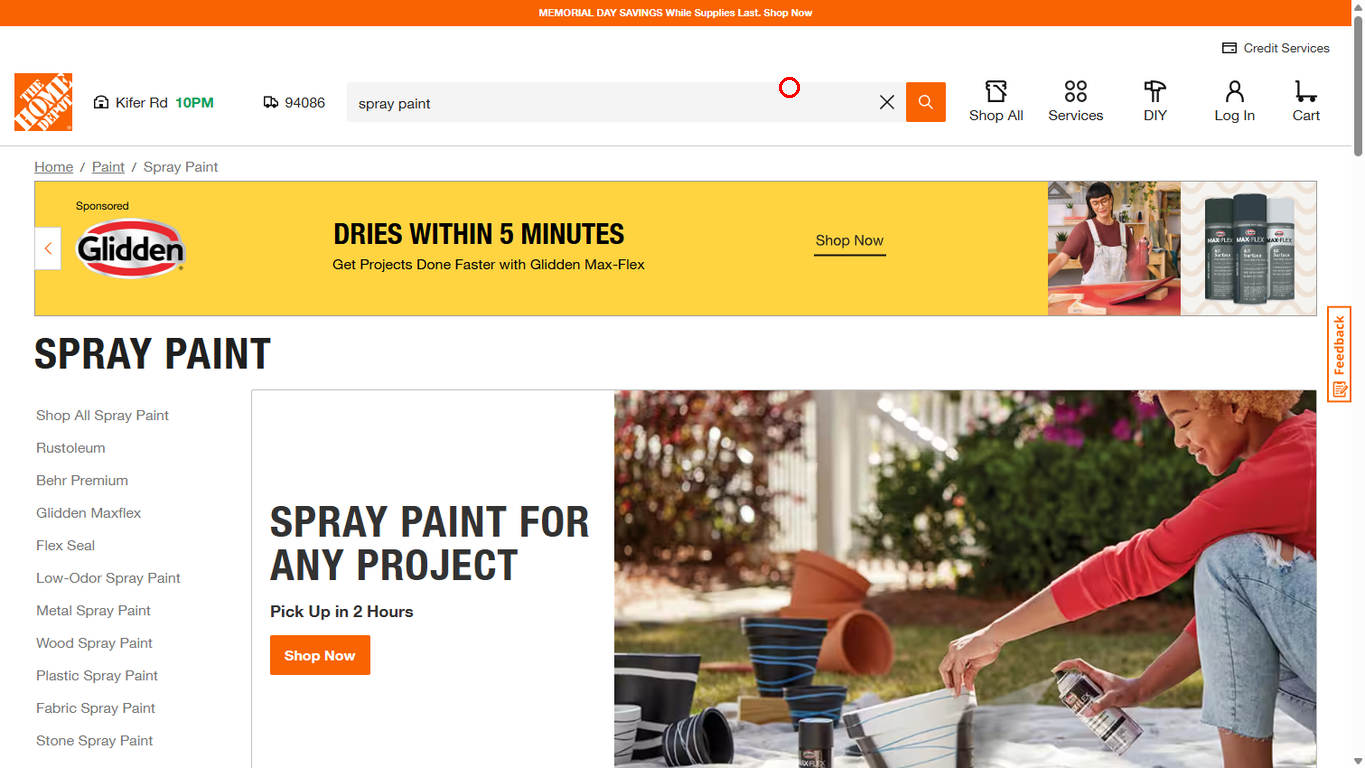 MEMORIAL DAY SAVINGS While Supplies Last. Shop Now
Credit Services
THE HOME DEPOT
Kifer Rd 10PM
94086
spray paint
Shop All
Services
DIY
Log In
Cart
Home / Paint / Spray Paint
Sponsored
Glidden
DRIES WITHIN 5 MINUTES
Get Projects Done Faster with Glidden Max-Flex
Shop Now
MAX-FLEX
MAX-FLEX
MAX-FLEX
Feedback
SPRAY PAINT
Shop All Spray Paint
Rustoleum
Behr Premium
Glidden Maxflex
Flex Seal
Low-Odor Spray Paint
Metal Spray Paint
Wood Spray Paint
Plastic Spray Paint
Fabric Spray Paint
Stone Spray Paint
SPRAY PAINT FOR
ANY PROJECT
Pick Up in 2 Hours
Shop Now
MAX-FLEX